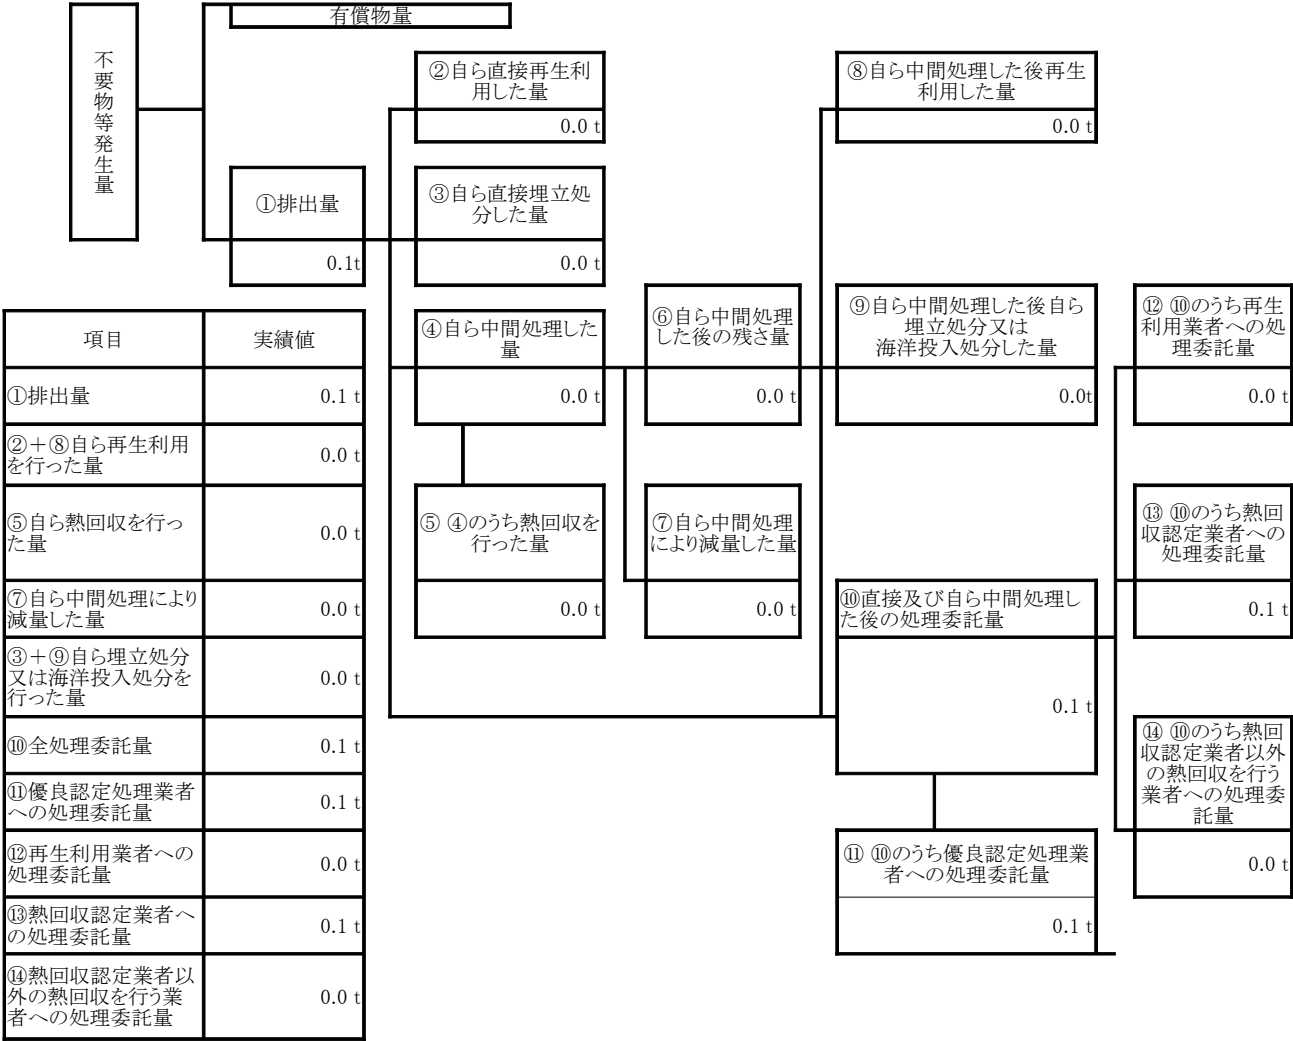 有償物量
不要物等発生量
②自ら直接再生利
用した量
0.0 t
⑧自ら中間処理した後再生
利用した量
0.0 t
①排出量
0.1t
③自ら直接埋立処
分した量
0.0 t
④自ら中間処理した
量
0.0 t
⑥自ら中間処理
した後の残さ量
0.0 t
⑨自ら中間処理した後自ら
埋立処分又は
海洋投入処分した量
0.0t
⑫ ⑩のうち再生
利用業者への処
理委託量
0.0 t
⑤ ④のうち熱回収を
行った量
0.0 t
⑦自ら中間処理
により減量した量
0.0 t
⑬ ⑩のうち熱回
収認定業者への
処理委託量
0.1 t
⑩直接及び自ら中間処理し
た後の処理委託量
0.1 t
⑭ ⑩のうち熱回
収認定業者以外
の熱回収を行う
業者への処理委
託量
0.0 t
⑪ ⑩のうち優良認定処理業
者への処理委託量
0.1 t
項目 実績値
①排出量 0.1 t
②＋⑧自ら再生利用
を行った量 0.0 t
⑤自ら熱回収を行っ
た量 0.0 t
⑦自ら中間処理により
減量した量 0.0 t
③＋⑨自ら埋立処分
又は海洋投入処分を
行った量 0.0 t
⑩全処理委託量 0.1 t
⑪優良認定処理業者
への処理委託量 0.1 t
⑫再生利用業者への
処理委託量 0.0 t
⑬熱回収認定業者へ
の処理委託量 0.1 t
⑭熱回収認定業者以
外の熱回収を行う業
者への処理委託量 0.0 t